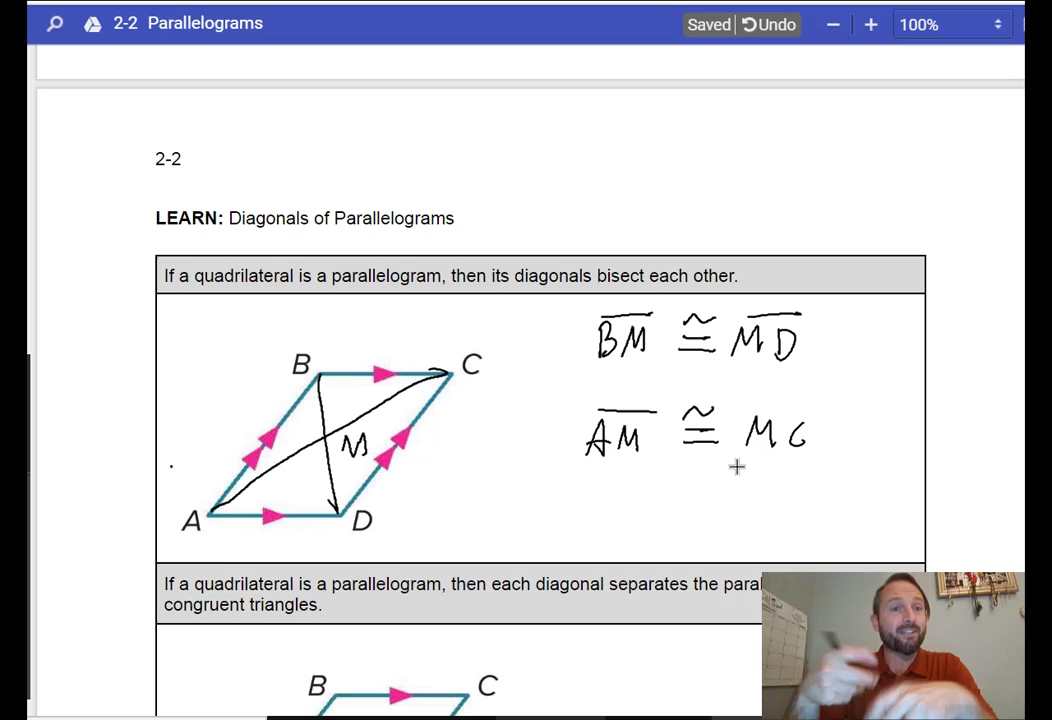 2-2 Parallelograms
Saved Undo
100%
2-2
LEARN: Diagonals of Parallelograms
If a quadrilateral is a parallelogram, then its diagonals bisect each other.
BM ≅ MD
B C
M
AM ≅ MC
A D
If a quadrilateral is a parallelogram, then each diagonal separates the
congruent triangles.
B C